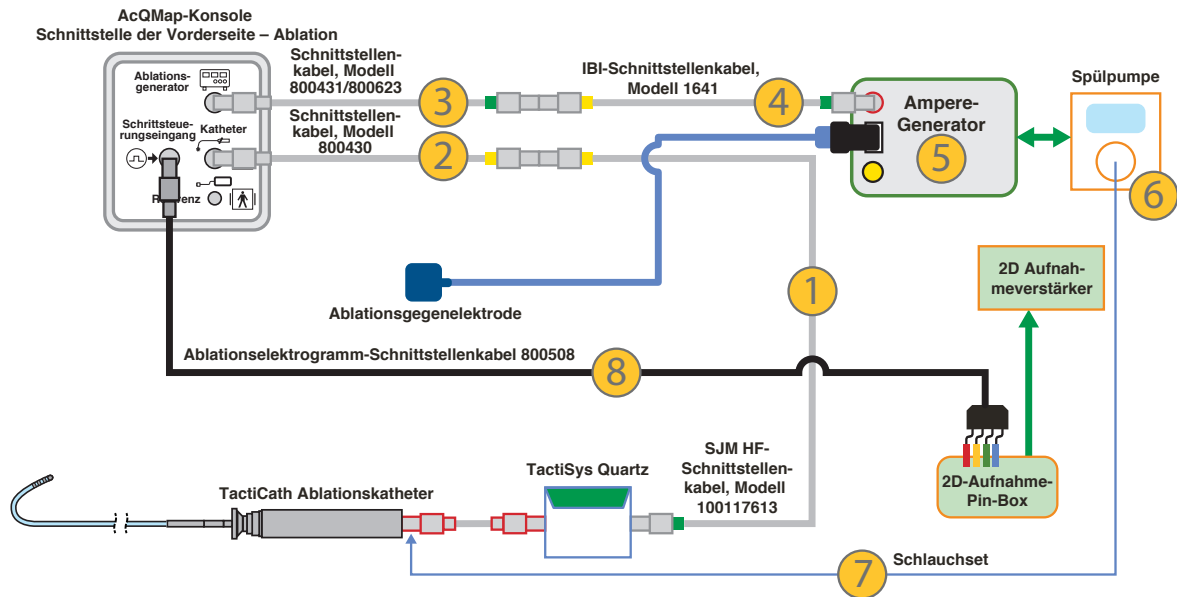 AcQMap-Konsole
Schnittstelle der Vorderseite – Ablation
Ablations-
generator
Schrittsteue-
rungseingang
Katheter
Referenz
Schnittstellen-
kabel, Modell
800431/800623
3
Schnittstellen-
kabel, Modell
800430
2
IBI-Schnittstellenkabel,
Modell 1641
4
Ampere-
Generator
5
Spülpumpe
6
1
Ablationsgegenelektrode
2D Aufnah-
meverstärker
Ablationselektrogramm-Schnittstellenkabel 800508
8
2D-Aufnahme-
Pin-Box
SJM HF-
Schnittstellen-
kabel, Modell
100117613
TactiSys Quartz
TactiCath Ablationskatheter
7
Schlauchset